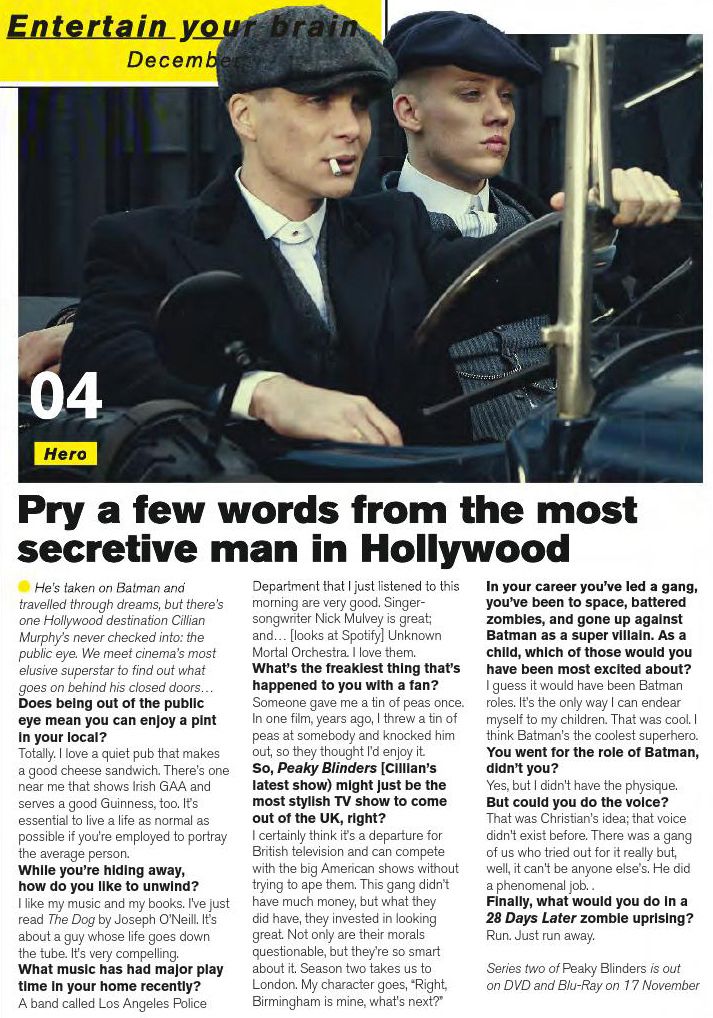 Entertain your brain
December
04
Hero
Pry a few words from the most
secretive man in Hollywood
He's taken on Batman and
travelled through dreams, but there's
one Hollywood destination Cillian
Murphy's never checked into: the
public eye. We meet cinema's most
elusive superstar to find out what
goes on behind his closed doors…
Does being out of the public
eye mean you can enjoy a pint
in your local?
Totally. I love a quiet pub that makes
a good cheese sandwich. There's one
near me that shows Irish GAA and
serves a good Guinness, too. It's
essential to live a life as normal as
possible if you're employed to portray
the average person.
While you're hiding away,
how do you like to unwind?
I like my music and my books. I've just
read The Dog by Joseph O'Neill. It's
about a guy whose life goes down
the tube. It's very compelling.
What music has had major play
time in your home recently?
A band called Los Angeles Police
Department that I just listened to this
morning are very good. Singer-
songwriter Nick Mulvey is great;
and… [looks at Spotify] Unknown
Mortal Orchestra. I love them.
What's the freakiest thing that's
happened to you with a fan?
Someone gave me a tin of peas once.
In one film, years ago, I threw a tin of
peas at somebody and knocked him
out, so they thought I'd enjoy it.
So, Peaky Blinders [Cillian's
latest show) might just be the
most stylish TV show to come
out of the UK, right?
I certainly think it's a departure for
British television and can compete
with the big American shows without
trying to ape them. This gang didn't
have much money, but what they
did have, they invested in looking
great. Not only are their morals
questionable, but they're so smart
about it. Season two takes us to
London. My character goes, "Right,
Birmingham is mine, what's next?"
In your career you've led a gang,
you've been to space, battered
zombies, and gone up against
Batman as a super villain. As a
child, which of those would you
have been most excited about?
I guess it would have been Batman
roles. It's the only way I can endear
myself to my children. That was cool. I
think Batman's the coolest superhero.
You went for the role of Batman,
didn't you?
Yes, but I didn't have the physique.
But could you do the voice?
That was Christian's idea; that voice
didn't exist before. There was a gang
of us who tried out for it really but,
well, it can't be anyone else's. He did
a phenomenal job. .
Finally, what would you do in a
28 Days Later zombie uprising?
Run. Just run away.
Series two of Peaky Blinders is out
on DVD and Blu-Ray on 17 November